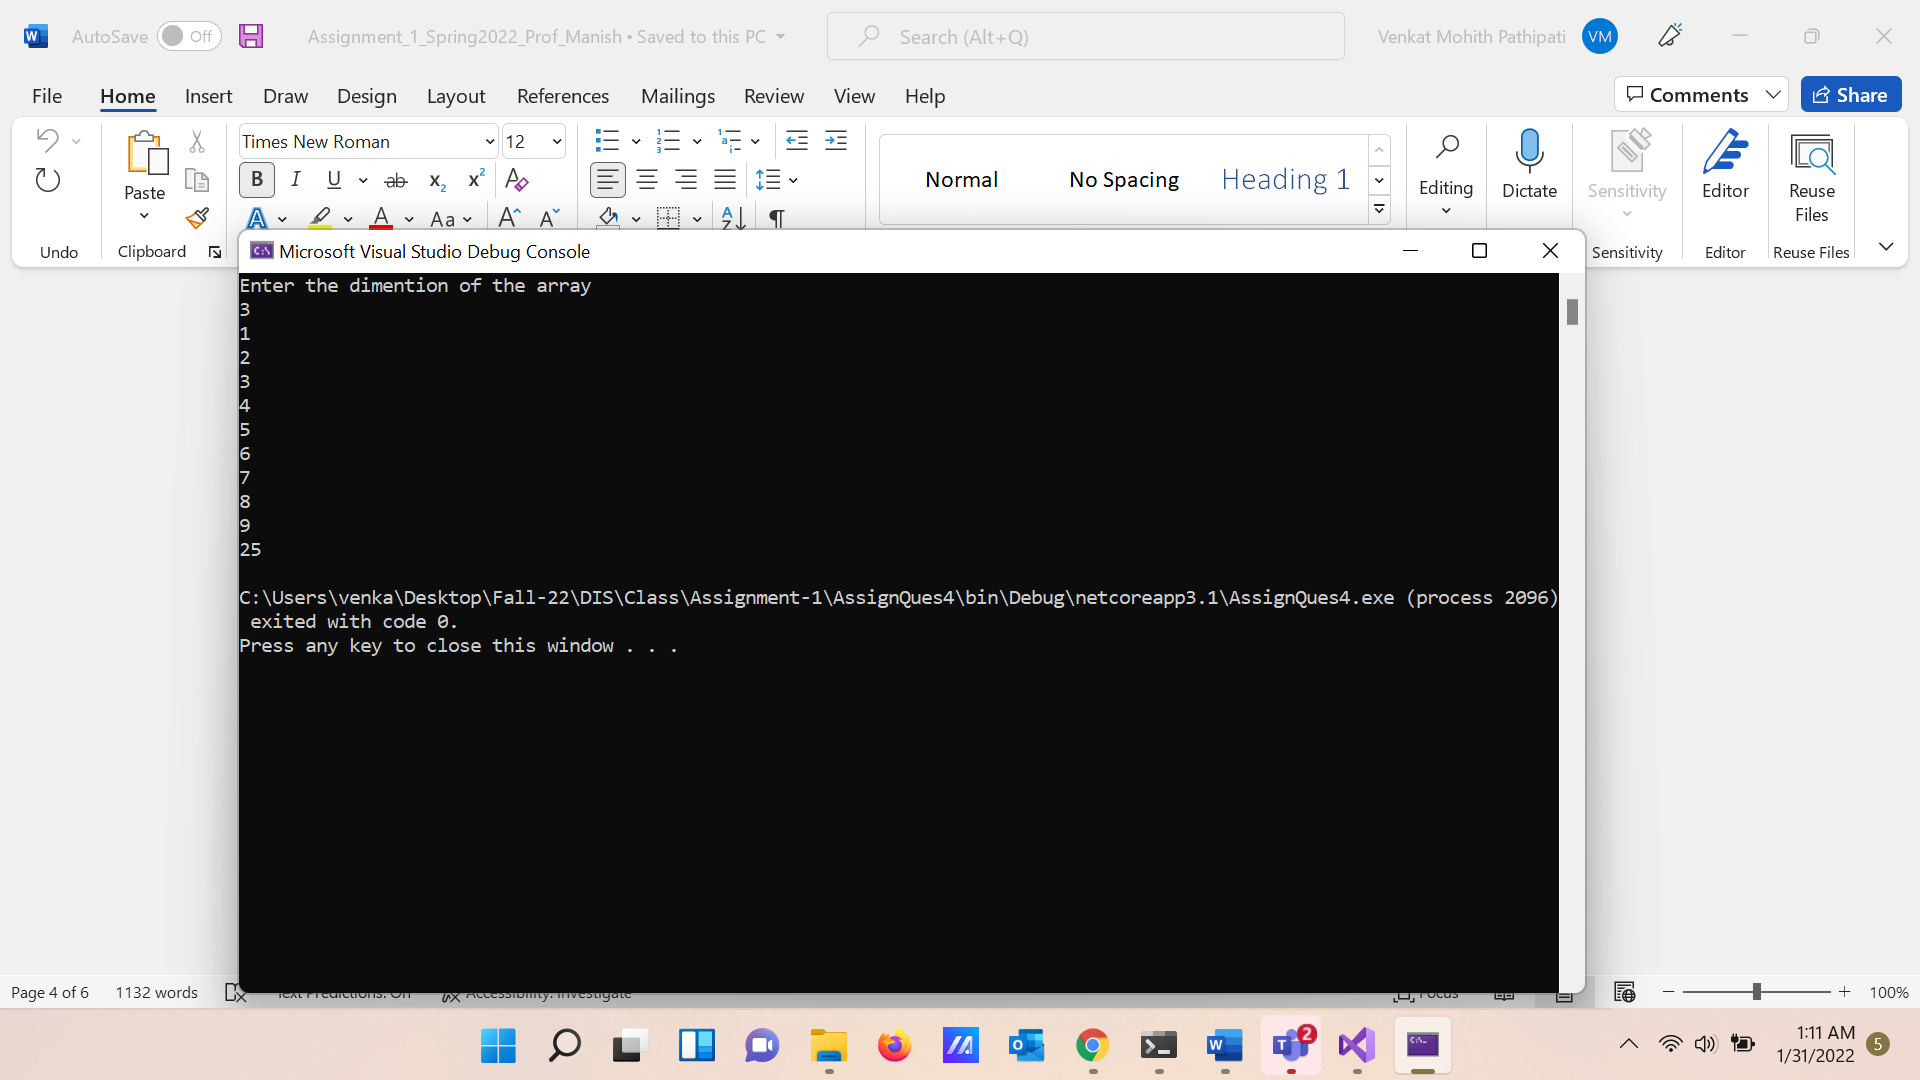 AutoSave Off Assignment_1_Spring2022_Prof_Manish • Saved to this PC Search (Alt+Q) Venkat Mohith Pathipati VM
File Home Insert Draw Design Layout References Mailings Review View Help Comments Share
Times New Roman 12
Paste B I U ab x2 x2 Normal No Spacing Heading 1 Editing Dictate Sensitivity Editor Reuse Files
A A Aa A A
Undo Clipboard Sensitivity Editor Reuse Files
Microsoft Visual Studio Debug Console
Enter the dimention of the array
3
1
2
3
4
5
6
7
8
9
25
C:\Users\venka\Desktop\Fall-22\DIS\Class\Assignment-1\AssignQues4\bin\Debug\netcoreapp3.1\AssignQues4.exe (process 2096)
exited with code 0.
Press any key to close this window . . .
Page 4 of 6 1132 words Text Predictions: On Accessibility: Investigate Focus 100%
2 1:11 AM
1/31/2022 5